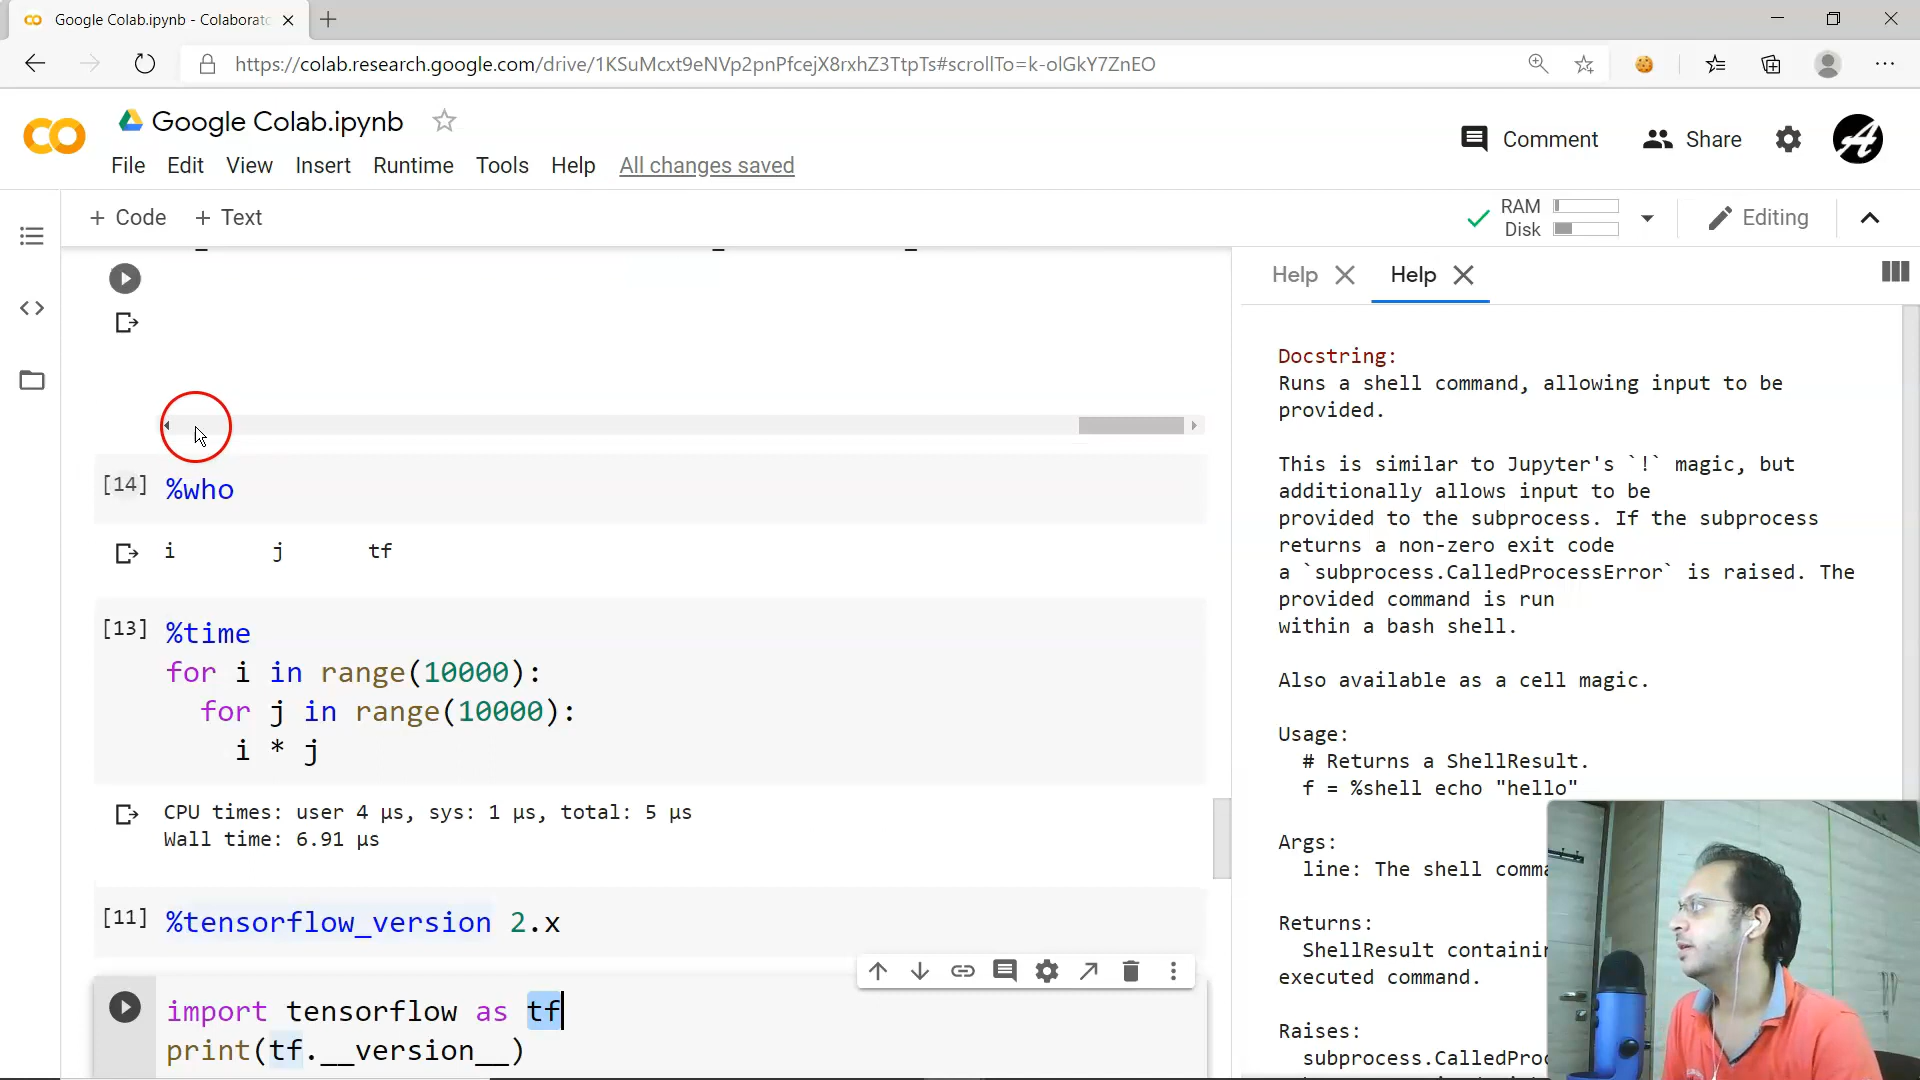 Google Colab.ipynb - Colaborato
https://colab.research.google.com/drive/1KSuMcxt9eNVp2pnPfcejX8rxhZ3TtpTs#scrollTo=k-olGkY7ZnEO
Google Colab.ipynb
Comment
Share
File Edit View Insert Runtime Tools Help All changes saved
+ Code + Text
RAM
Disk
Editing
Help
Help
[14] %who
i j tf
[13] %time
for i in range(10000):
for j in range(10000):
i * j
CPU times: user 4 µs, sys: 1 µs, total: 5 µs
Wall time: 6.91 µs
[11] %tensorflow_version 2.x
import tensorflow as tf
print(tf.__version__)
Docstring:
Runs a shell command, allowing input to be
provided.
This is similar to Jupyter's `!` magic, but
additionally allows input to be
provided to the subprocess. If the subprocess
returns a non-zero exit code
a `subprocess.CalledProcessError` is raised. The
provided command is run
within a bash shell.
Also available as a cell magic.
Usage:
# Returns a ShellResult.
f = %shell echo "hello"
Args:
line: The shell comma
Returns:
ShellResult containin
executed command.
Raises:
subprocess.CalledProc